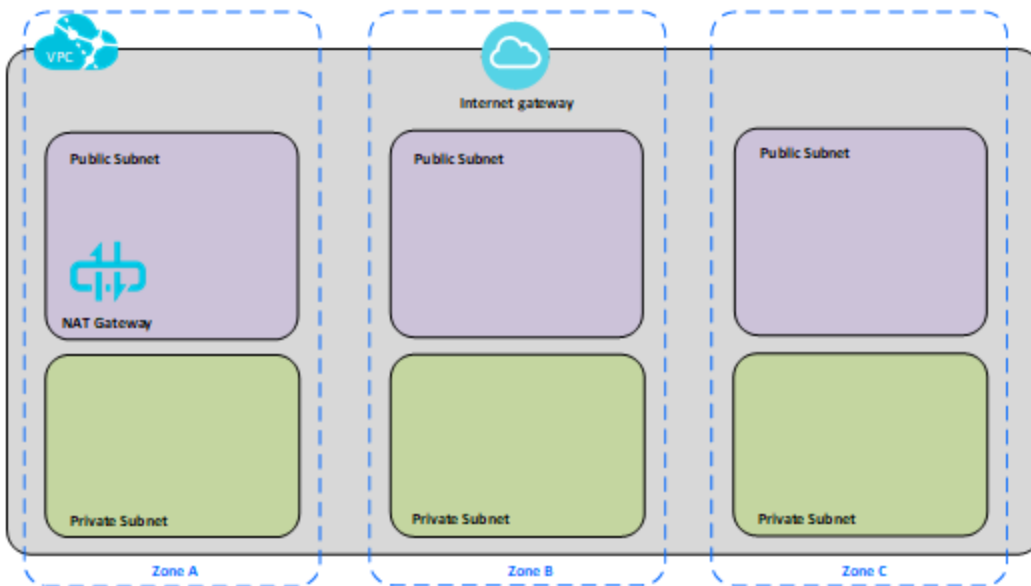 VPC
Internet gateway
Public Subnet
Public Subnet
Public Subnet
NAT Gateway
Private Subnet
Private Subnet
Private Subnet
Zone A
Zone B
Zone C